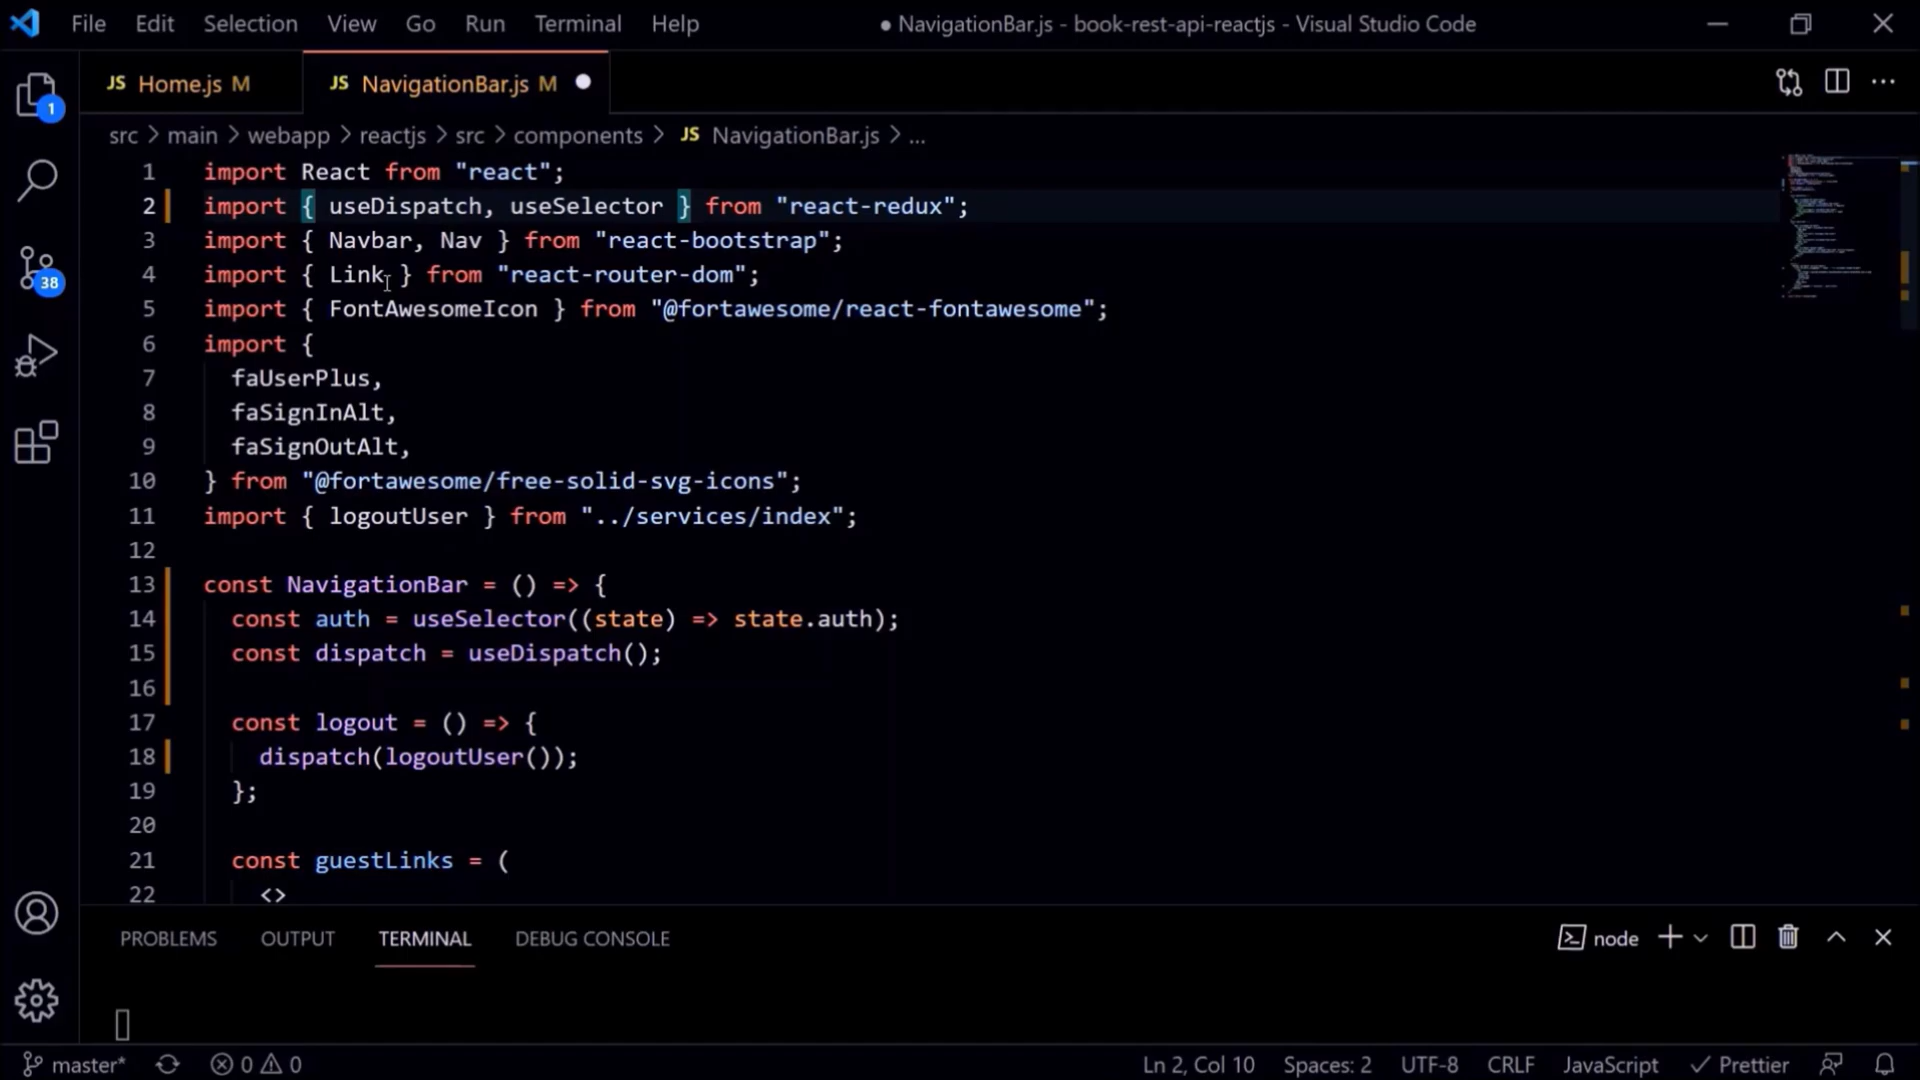 File Edit Selection View Go Run Terminal Help ● NavigationBar.js - book-rest-api-reactjs - Visual Studio Code
JS Home.js M JS NavigationBar.js M
src > main > webapp > reactjs > src > components > JS NavigationBar.js > ...
1 import React from "react";
2 import { useDispatch, useSelector } from "react-redux";
3 import { Navbar, Nav } from "react-bootstrap";
4 import { Link } from "react-router-dom";
5 import { FontAwesomeIcon } from "@fortawesome/react-fontawesome";
6 import {
7 faUserPlus,
8 faSignInAlt,
9 faSignOutAlt,
10 } from "@fortawesome/free-solid-svg-icons";
11 import { logoutUser } from "../services/index";
12
13 const NavigationBar = () => {
14 const auth = useSelector((state) => state.auth);
15 const dispatch = useDispatch();
16
17 const logout = () => {
18 dispatch(logoutUser());
19 };
20
21 const guestLinks = (
22 <>
1
38
PROBLEMS OUTPUT TERMINAL DEBUG CONSOLE node
master* 0 0 Ln 2, Col 10 Spaces: 2 UTF-8 CRLF JavaScript Prettier